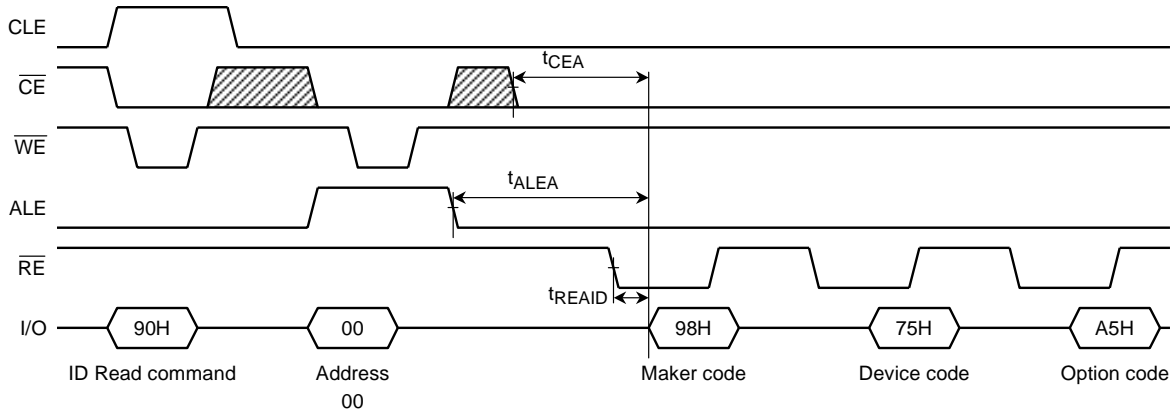 CLE
CE
tCEA
WE
tALEA
ALE
RE
tREAID
I/O
90H
00
98H
75H
A5H
ID Read command
Address
00
Maker code
Device code
Option code